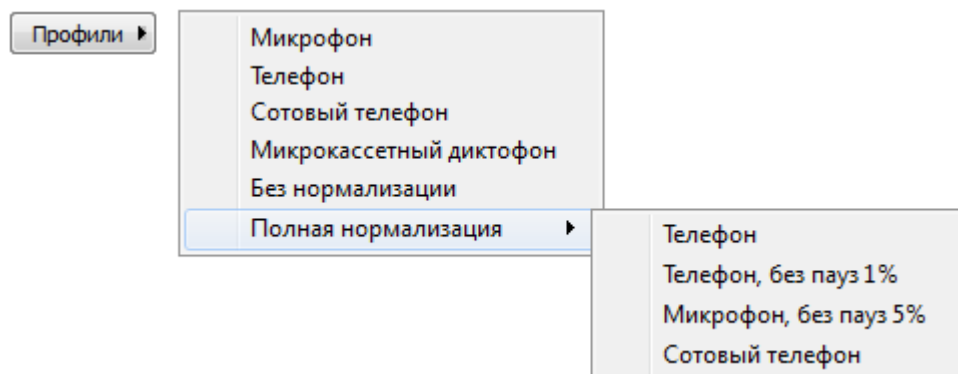 Профили
Микрофон
Телефон
Сотовый телефон
Микрокассетный диктофон
Без нормализации
Полная нормализация
Телефон
Телефон, без пауз 1%
Микрофон, без пауз 5%
Сотовый телефон